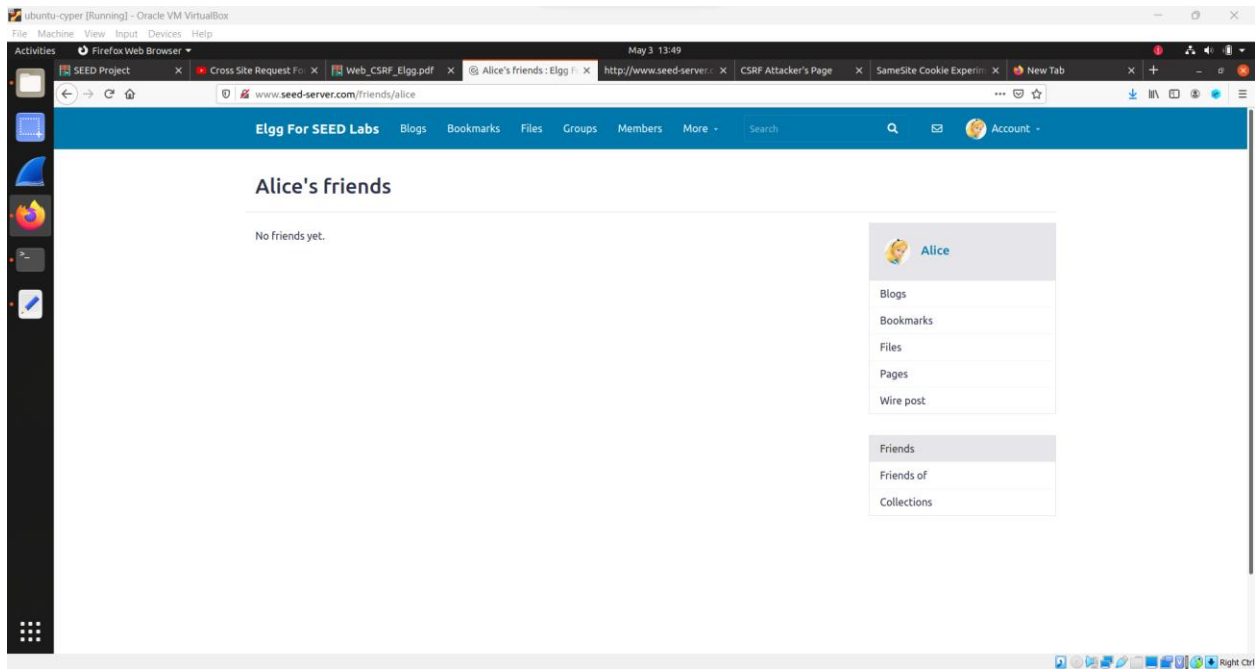 ubuntu-cyper [Running] - Oracle VM VirtualBox
File Machine View Input Devices Help
Activities Firefox Web Browser May 3 13:49
SEED Project Cross Site Request Fo Web_CSRF_Elgg.pdf Alice's friends : Elgg F http://www.seed-server.c CSRF Attacker's Page SameSite Cookie Experim New Tab
www.seed-server.com/friends/alice
Elgg For SEED Labs Blogs Bookmarks Files Groups Members More Search Account
Alice's friends
No friends yet.
Alice
Blogs
Bookmarks
Files
Pages
Wire post
Friends
Friends of
Collections
Right Ctrl